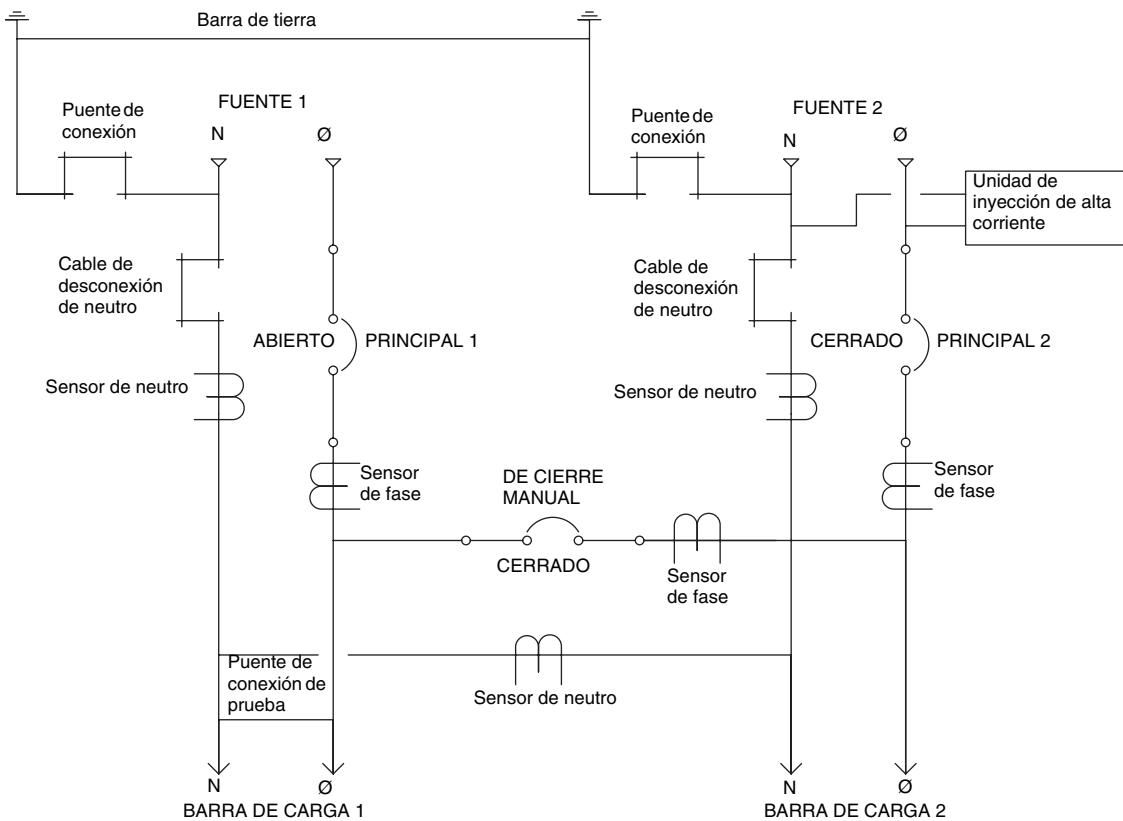 Barra de tierra
Puente de
conexión
FUENTE 1
N
Ø
Puente de
conexión
FUENTE 2
N
Ø
Unidad de
inyección de alta
corriente
Cable de
desconexión
de neutro
ABIERTO
PRINCIPAL 1
Cable de
desconexión
de neutro
CERRADO
PRINCIPAL 2
Sensor de neutro
Sensor de neutro
Sensor
de fase
DE CIERRE
MANUAL
CERRADO
Sensor
de fase
Sensor
de fase
Puente de
conexión de
prueba
Sensor de neutro
N
Ø
BARRA DE CARGA 1
N
Ø
BARRA DE CARGA 2